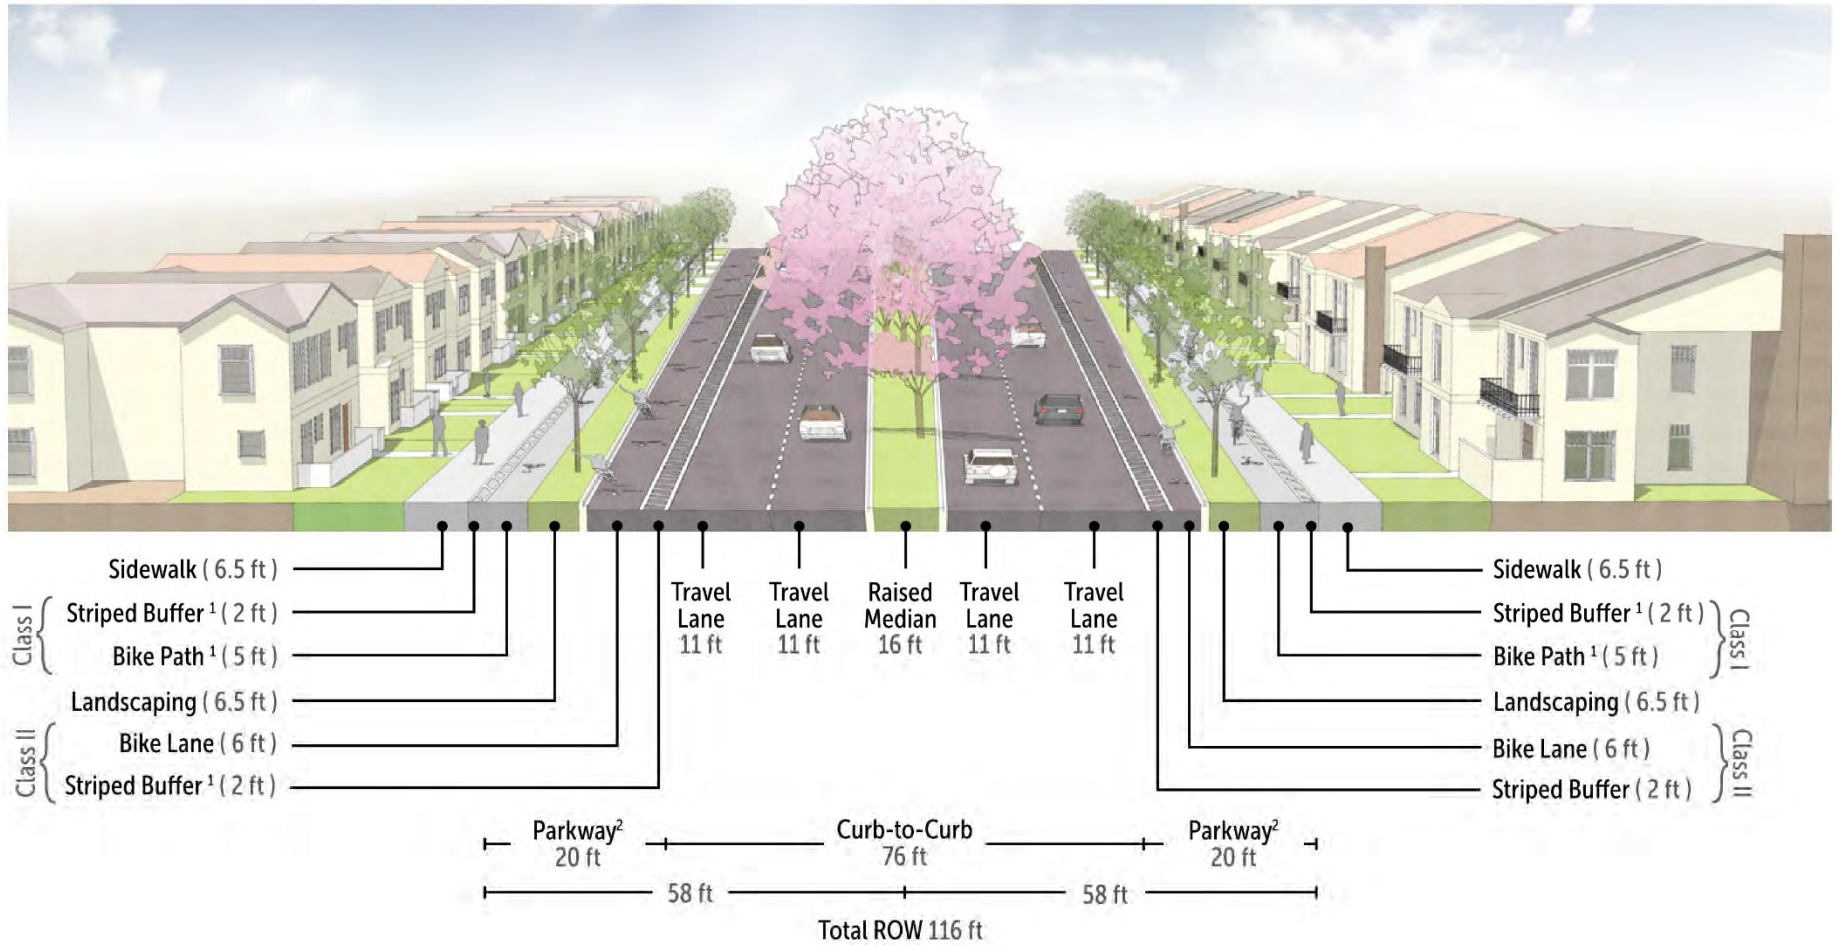 Sidewalk ( 6.5 ft )
Class I
Striped Buffer ¹ ( 2 ft )
Bike Path ¹ ( 5 ft )
Landscaping ( 6.5 ft )
Class II
Bike Lane ( 6 ft )
Striped Buffer ¹ ( 2 ft )
Travel
Lane
11 ft
Travel
Lane
11 ft
Raised
Median
16 ft
Travel
Lane
11 ft
Travel
Lane
11 ft
Sidewalk ( 6.5 ft )
Striped Buffer ¹ ( 2 ft )
Bike Path ¹ ( 5 ft )
Class I
Landscaping ( 6.5 ft )
Bike Lane ( 6 ft )
Striped Buffer ( 2 ft )
Class II
Parkway²
20 ft
Curb-to-Curb
76 ft
Parkway²
20 ft
58 ft
58 ft
Total ROW 116 ft